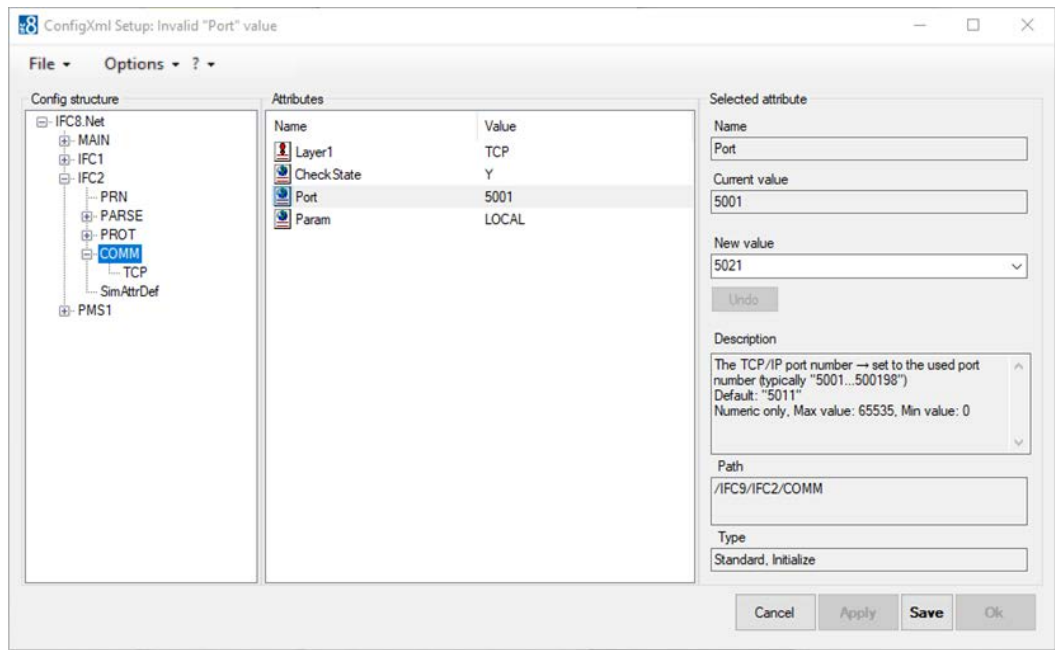 ConfigXml Setup: Invalid "Port" value
File Options ?
Config structure
IFC8.Net
MAIN
IFC1
IFC2
PRN
PARSE
PROT
COMM
TCP
SimAttrDef
PMS1
Attributes
Name Value
Layer1 TCP
CheckState Y
Port 5001
Param LOCAL
Selected attribute
Name
Port
Current value
5001
New value
5021
Undo
Description
The TCP/IP port number → set to the used port
number (typically "5001...500198")
Default: "5011"
Numeric only, Max value: 65535, Min value: 0
Path
/IFC9/IFC2/COMM
Type
Standard, Initialize
Cancel Apply Save Ok